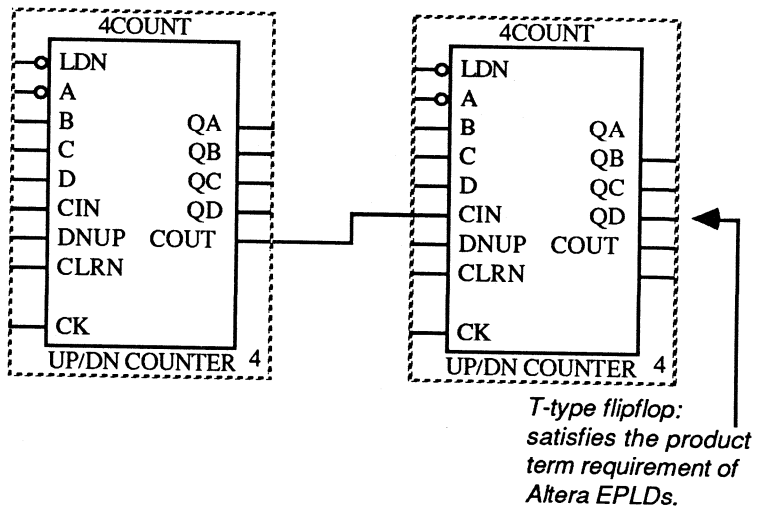 4COUNT
LDN
A
B
C
D
CIN
DNUP
CLRN
CK
QA
QB
QC
QD
COUT
UP/DN COUNTER 4
4COUNT
LDN
A
B
C
D
CIN
DNUP
CLRN
CK
QA
QB
QC
QD
COUT
UP/DN COUNTER 4
T-type flipflop:
satisfies the product
term requirement of
Altera EPLDs.